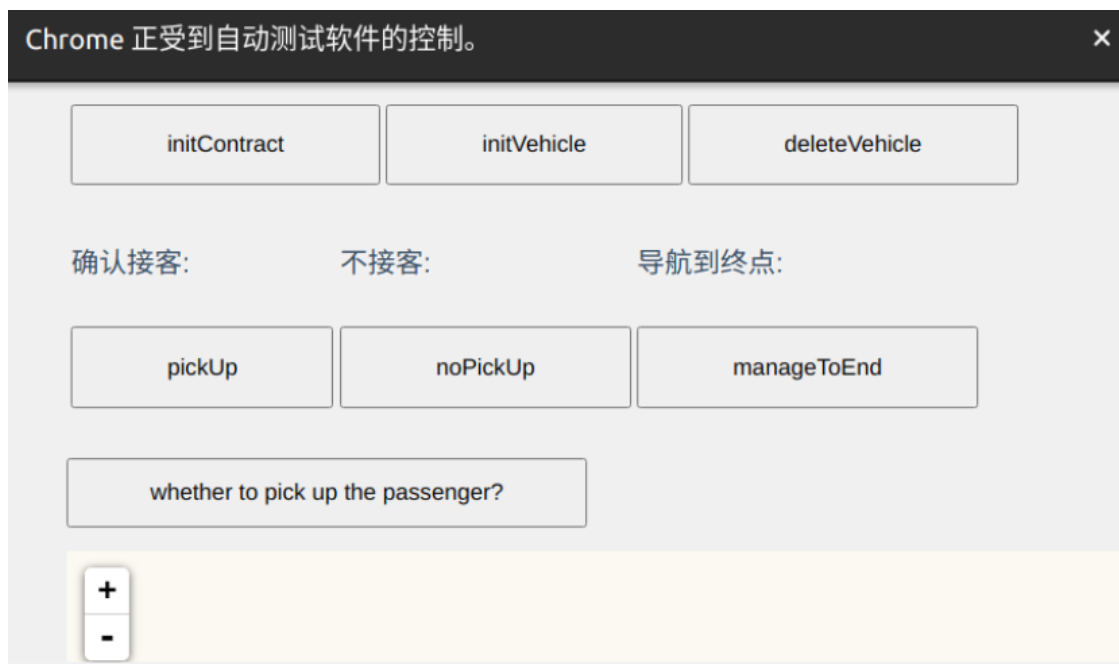 Chrome 正受到自动测试软件的控制。 ×
initContract initVehicle deleteVehicle
确认接客: 不接客: 导航到终点:
pickUp noPickUp manageToEnd
whether to pick up the passenger?
+
-